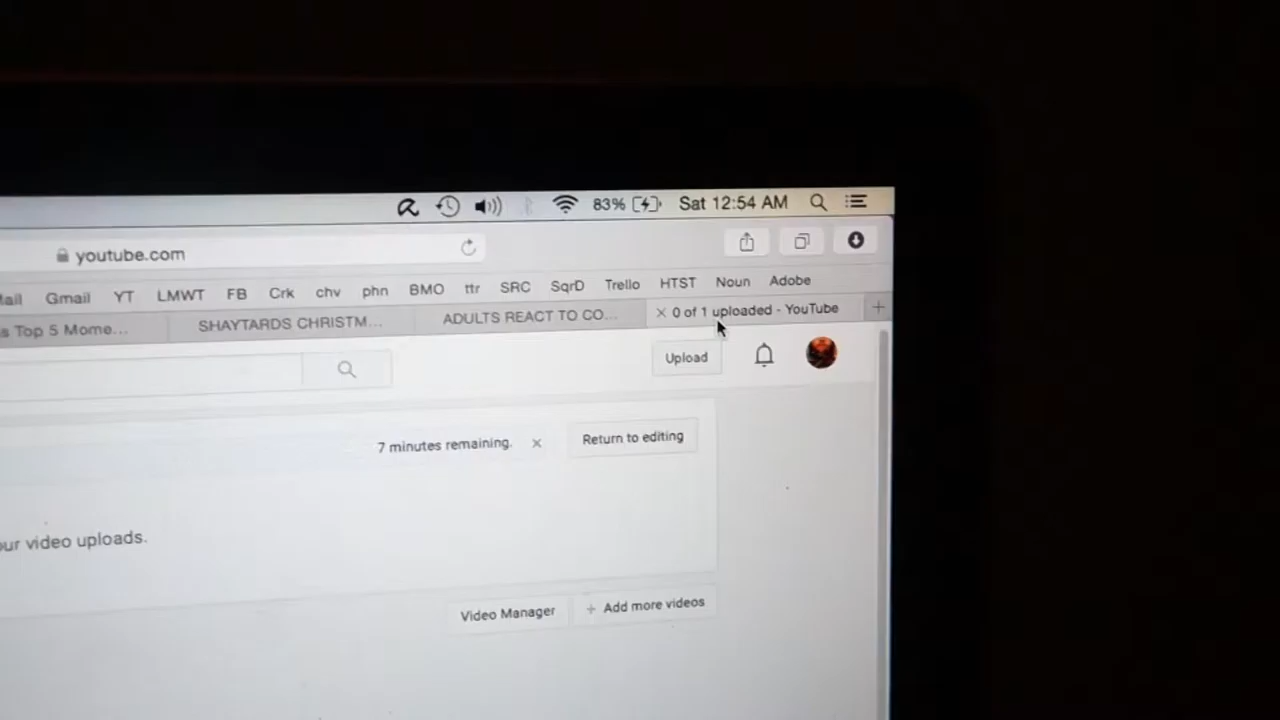 83% Sat 12:54 AM
youtube.com
Gmail YT LMWT FB Crk chv phn BMO ttr SRC SqrD Trello HTST Noun Adobe
s Top 5 Mome... SHAYTARDS CHRISTM... ADULTS REACT TO CO... × 0 of 1 uploaded - YouTube +
Upload
7 minutes remaining. × Return to editing
ur video uploads.
Video Manager + Add more videos